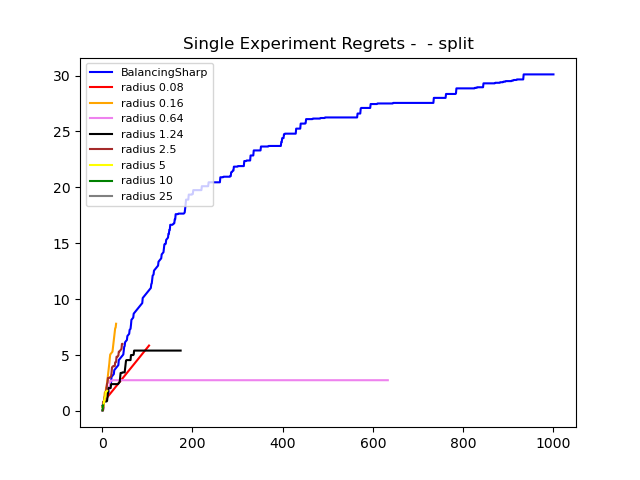 Single Experiment Regrets -  - split
BalancingSharp
radius 0.08
radius 0.16
radius 0.64
radius 1.24
radius 2.5
radius 5
radius 10
radius 25
30
25
20
15
10
5
0
0 200 400 600 800 1000